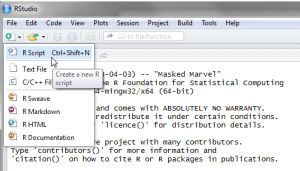 RStudio
File Edit Code View Plots Session Project Build Tools Help
Go to file/function
R Script Ctrl+Shift+N
-04-03) -- "Masked Marvel"
Text File
Create a new R script
e R Foundation for Statistical Computing
C/C++ Fil
-mingw32/x64 (64-bit)
R Sweave
and comes with ABSOLUTELY NO WARRANTY.
R Markdown
redistribute it under certain conditions.
R HTML
'licence()' for distribution details.
R Documentation
e project with many contributors.
Type 'contributors()' for more information and
'citation()' on how to cite R or R packages in publications.